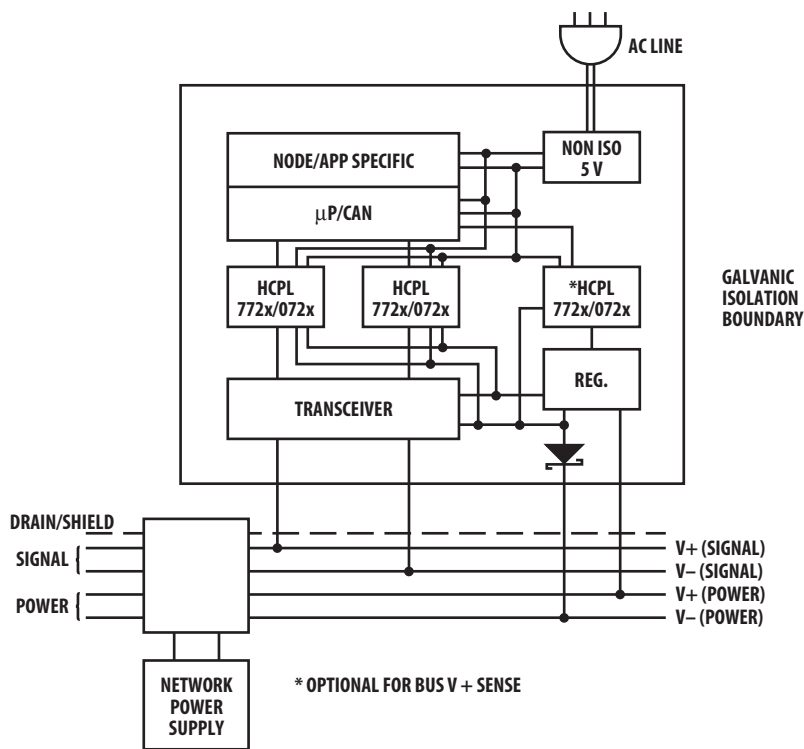 AC LINE
NON ISO
5 V
NODE/APP SPECIFIC
μP/CAN
HCPL
772x/072x
HCPL
772x/072x
*HCPL
772x/072x
GALVANIC
ISOLATION
BOUNDARY
REG.
TRANSCEIVER
DRAIN/SHIELD
SIGNAL
POWER
V+ (SIGNAL)
V– (SIGNAL)
V+ (POWER)
V– (POWER)
NETWORK
POWER
SUPPLY
* OPTIONAL FOR BUS V + SENSE